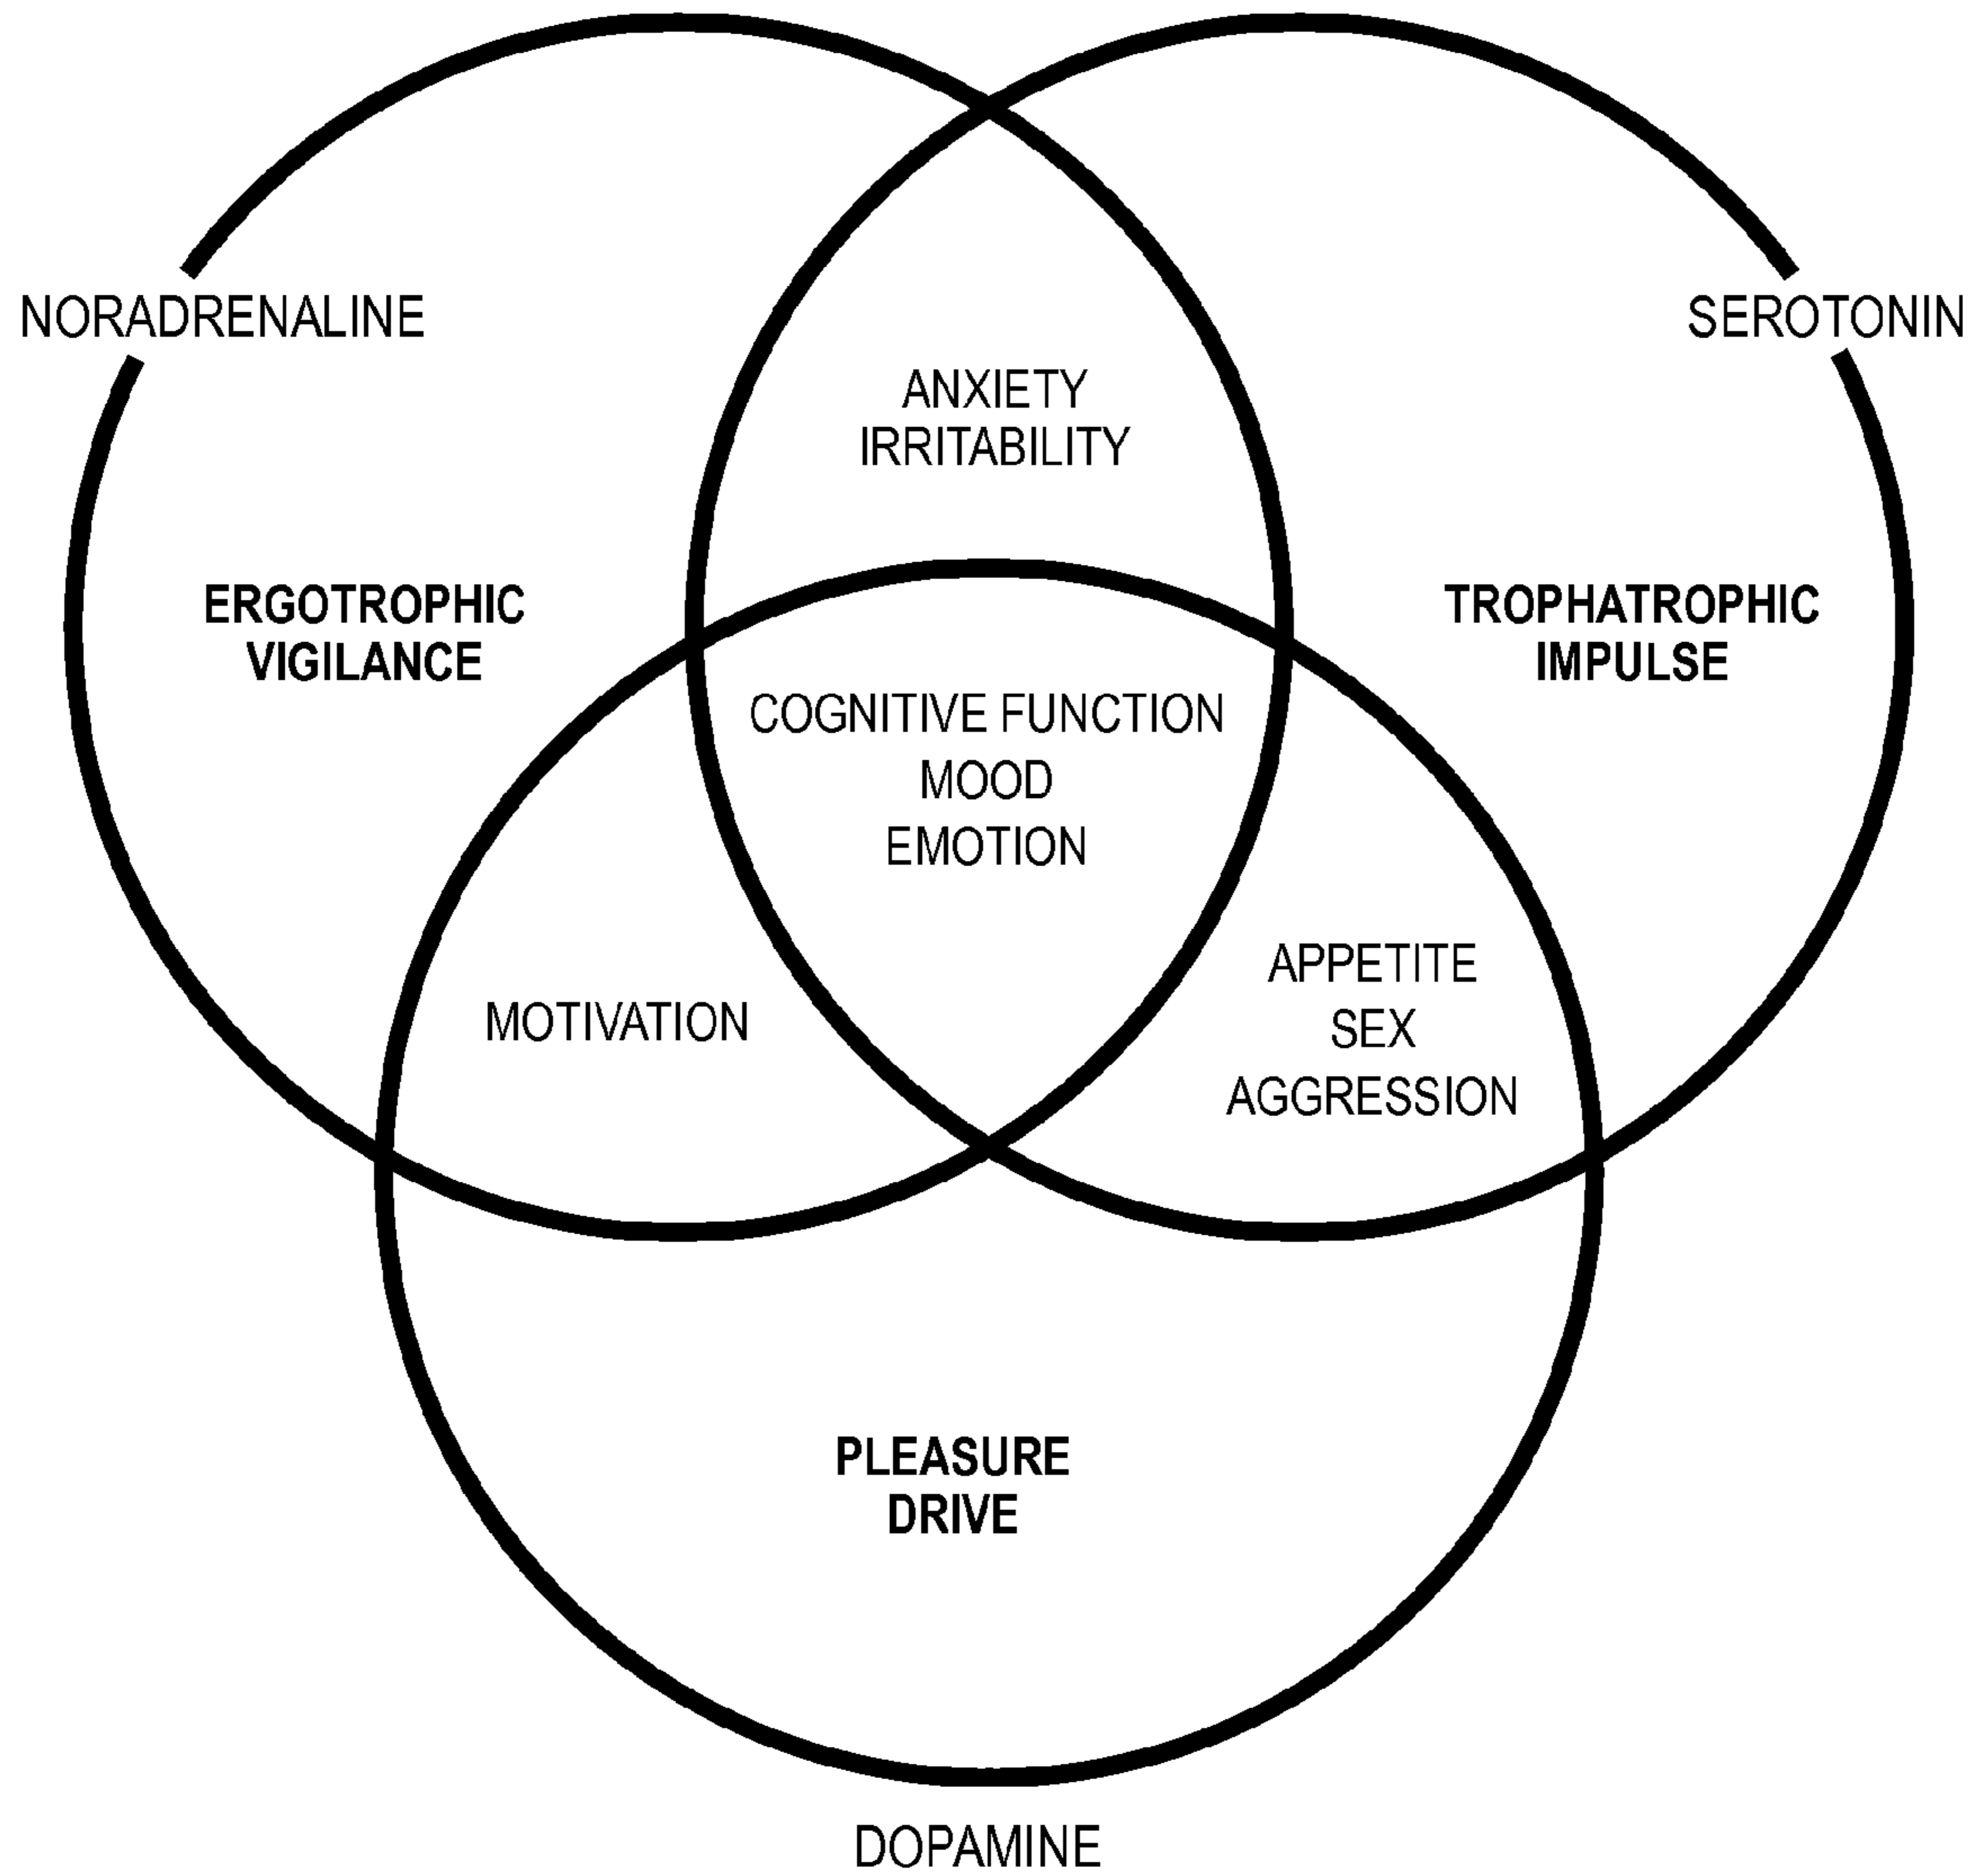 NORADRENALINE
SEROTONIN
ANXIETY
IRRITABILITY
ERGOTROPHIC
VIGILANCE
TROPHATROPHIC
IMPULSE
COGNITIVE FUNCTION
MOOD
EMOTION
MOTIVATION
APPETITE
SEX
AGGRESSION
PLEASURE
DRIVE
DOPAMINE